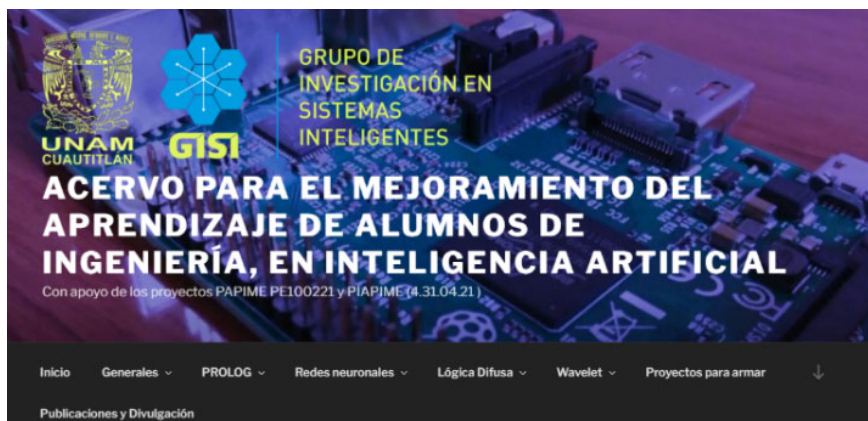 GRUPO DE
INVESTIGACIÓN EN
SISTEMAS
INTELIGENTES
UNAM
CUAUTITLÁN
GISI
ACERVO PARA EL MEJORAMIENTO DEL
APRENDIZAJE DE ALUMNOS DE
INGENIERÍA, EN INTELIGENCIA ARTIFICIAL
Con apoyo de los proyectos PAPIME PE100221 y PIAPIME (4.31.04.21 )
Inicio Generales PROLOG Redes neuronales Lógica Difusa Wavelet Proyectos para armar
Publicaciones y Divulgación